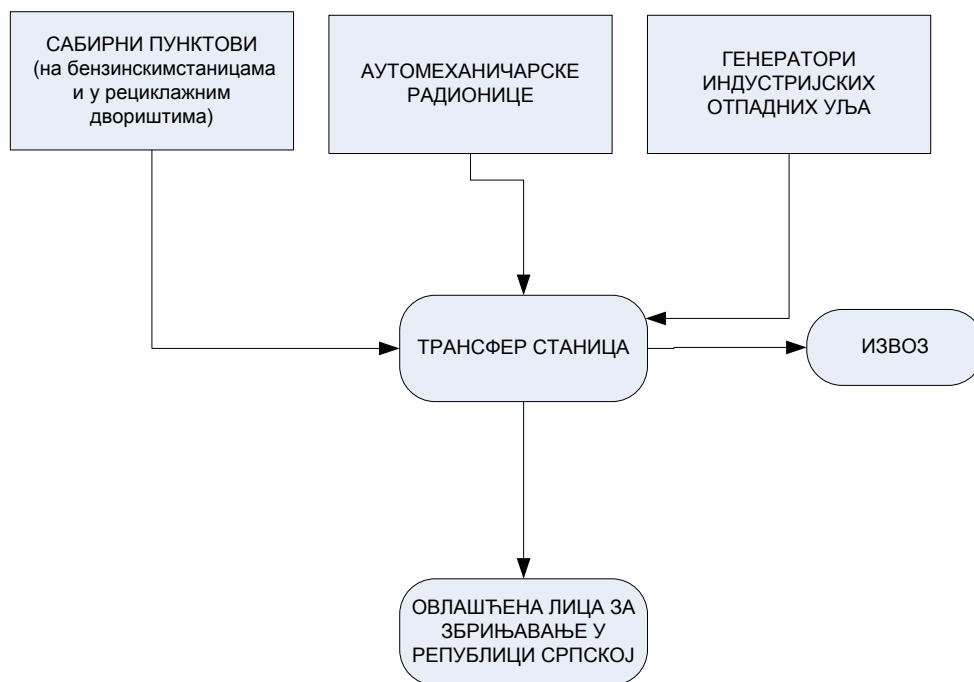 САБИРНИ ПУНКТОВИ
(на бензинскимстаницама
и у рециклажним
двориштима)
АУТОМЕХАНИЧАРСКЕ
РАДИОНИЦЕ
ГЕНЕРАТОРИ
ИНДУСТРИЈСКИХ
ОТПАДНИХ УЉА
ТРАНСФЕР СТАНИЦА
ИЗВОЗ
ОВЛАШЋЕНА ЛИЦА ЗА
ЗБРИЊАВАЊЕ У
РЕПУБЛИЦИ СРПСКОЈ